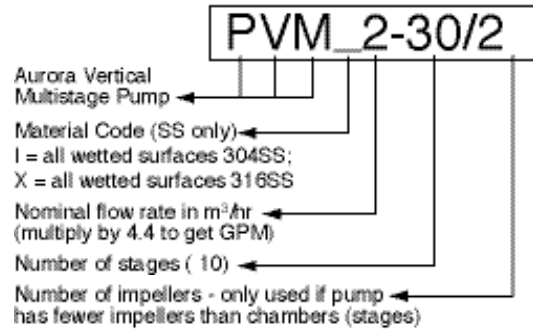 PVM_2-30/2
Aurora Vertical
Multistage Pump
Material Code (SS only)
I = all wetted surfaces 304SS;
X = all wetted surfaces 316SS
Nominal flow rate in m³/hr
(multiply by 4.4 to get GPM)
Number of stages ( 10)
Number of impellers - only used if pump
has fewer impellers than chambers (stages)